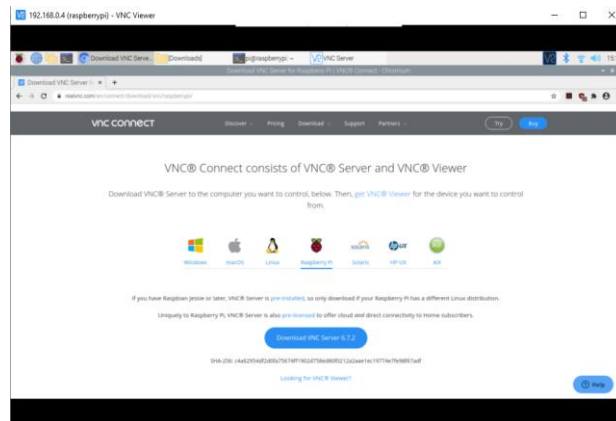 192.168.0.4 (raspberrypi) - VNC Viewer
Download VNC Serve... [Downloads] pi@raspberrypi: ~ VNC Server 15:
Download VNC Server for Raspberry Pi | VNC® Connect - Chromium
Download VNC Server fo
realvnc.com/en/connect/download/vnc/raspberrypi/
vnc connect Discover Pricing Download Support Partners Try Buy
VNC® Connect consists of VNC® Server and VNC® Viewer
Download VNC® Server to the computer you want to control, below. Then, get VNC® Viewer for the device you want to control
from.
Windows macOS Linux Raspberry Pi Solaris HP-UX AIX
If you have Raspbian Jessie or later, VNC® Server is pre-installed, so only download if your Raspberry Pi has a different Linux distribution.
Uniquely to Raspberry Pi, VNC® Server is also pre-licensed to offer cloud and direct connectivity to Home subscribers.
Download VNC Server 6.7.2
SHA-256:
Looking for VNC® Viewer?
Help